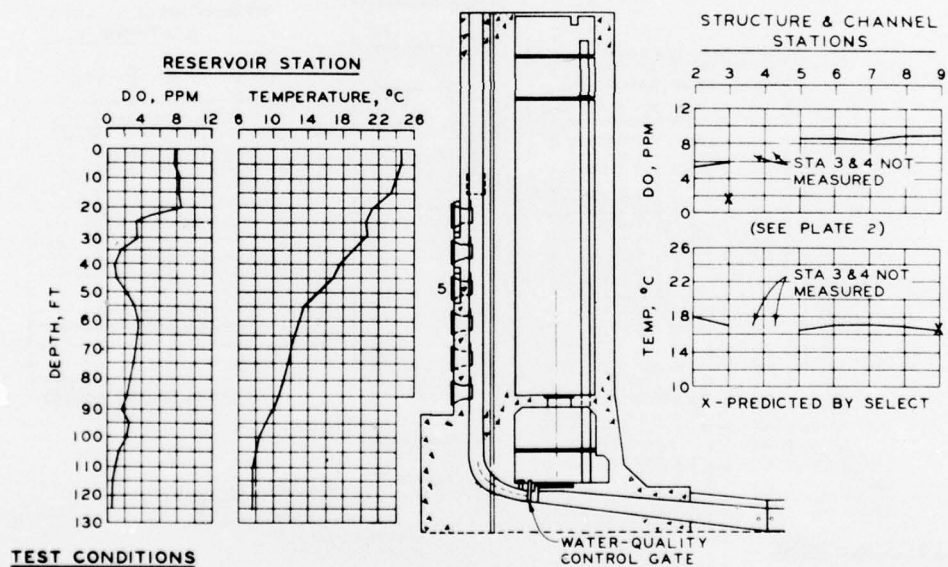 RESERVOIR STATION
DO, PPM
TEMPERATURE, °C
0 4 8 12
6 10 14 18 22 26
DEPTH, FT
0
10
20
30
40
50
60
70
80
90
100
110
120
130
5
WATER-QUALITY
CONTROL GATE
STRUCTURE & CHANNEL
STATIONS
2 3 4 5 6 7 8 9
DO, PPM
12
8
4
0
STA 3 & 4 NOT
MEASURED
X
(SEE PLATE 2)
TEMP, °C
26
22
18
14
10
STA 3 & 4 NOT
MEASURED
X
X-PREDICTED BY SELECT
TEST CONDITIONS